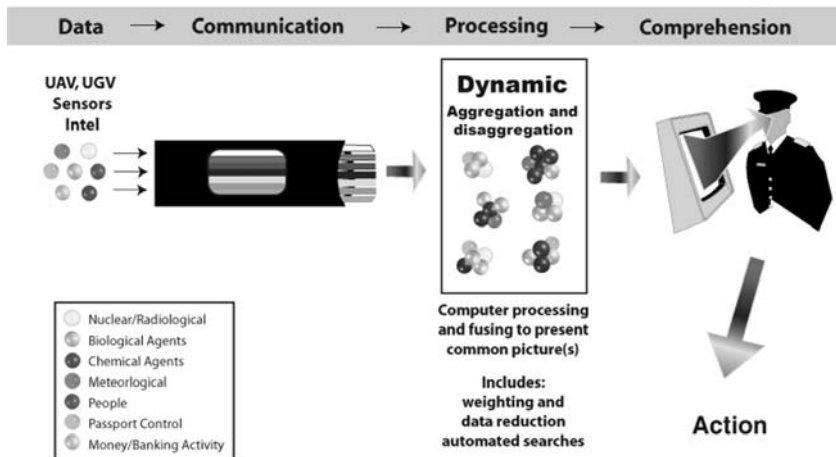 Data → Communication → Processing → Comprehension
UAV, UGV
Sensors
Intel
Dynamic
Aggregation and
disaggregation
Computer processing
and fusing to present
common picture(s)
Includes:
weighting and
data reduction
automated searches
Nuclear/Radiological
Biological Agents
Chemical Agents
Meteorlogical
People
Passport Control
Money/Banking Activity
Action